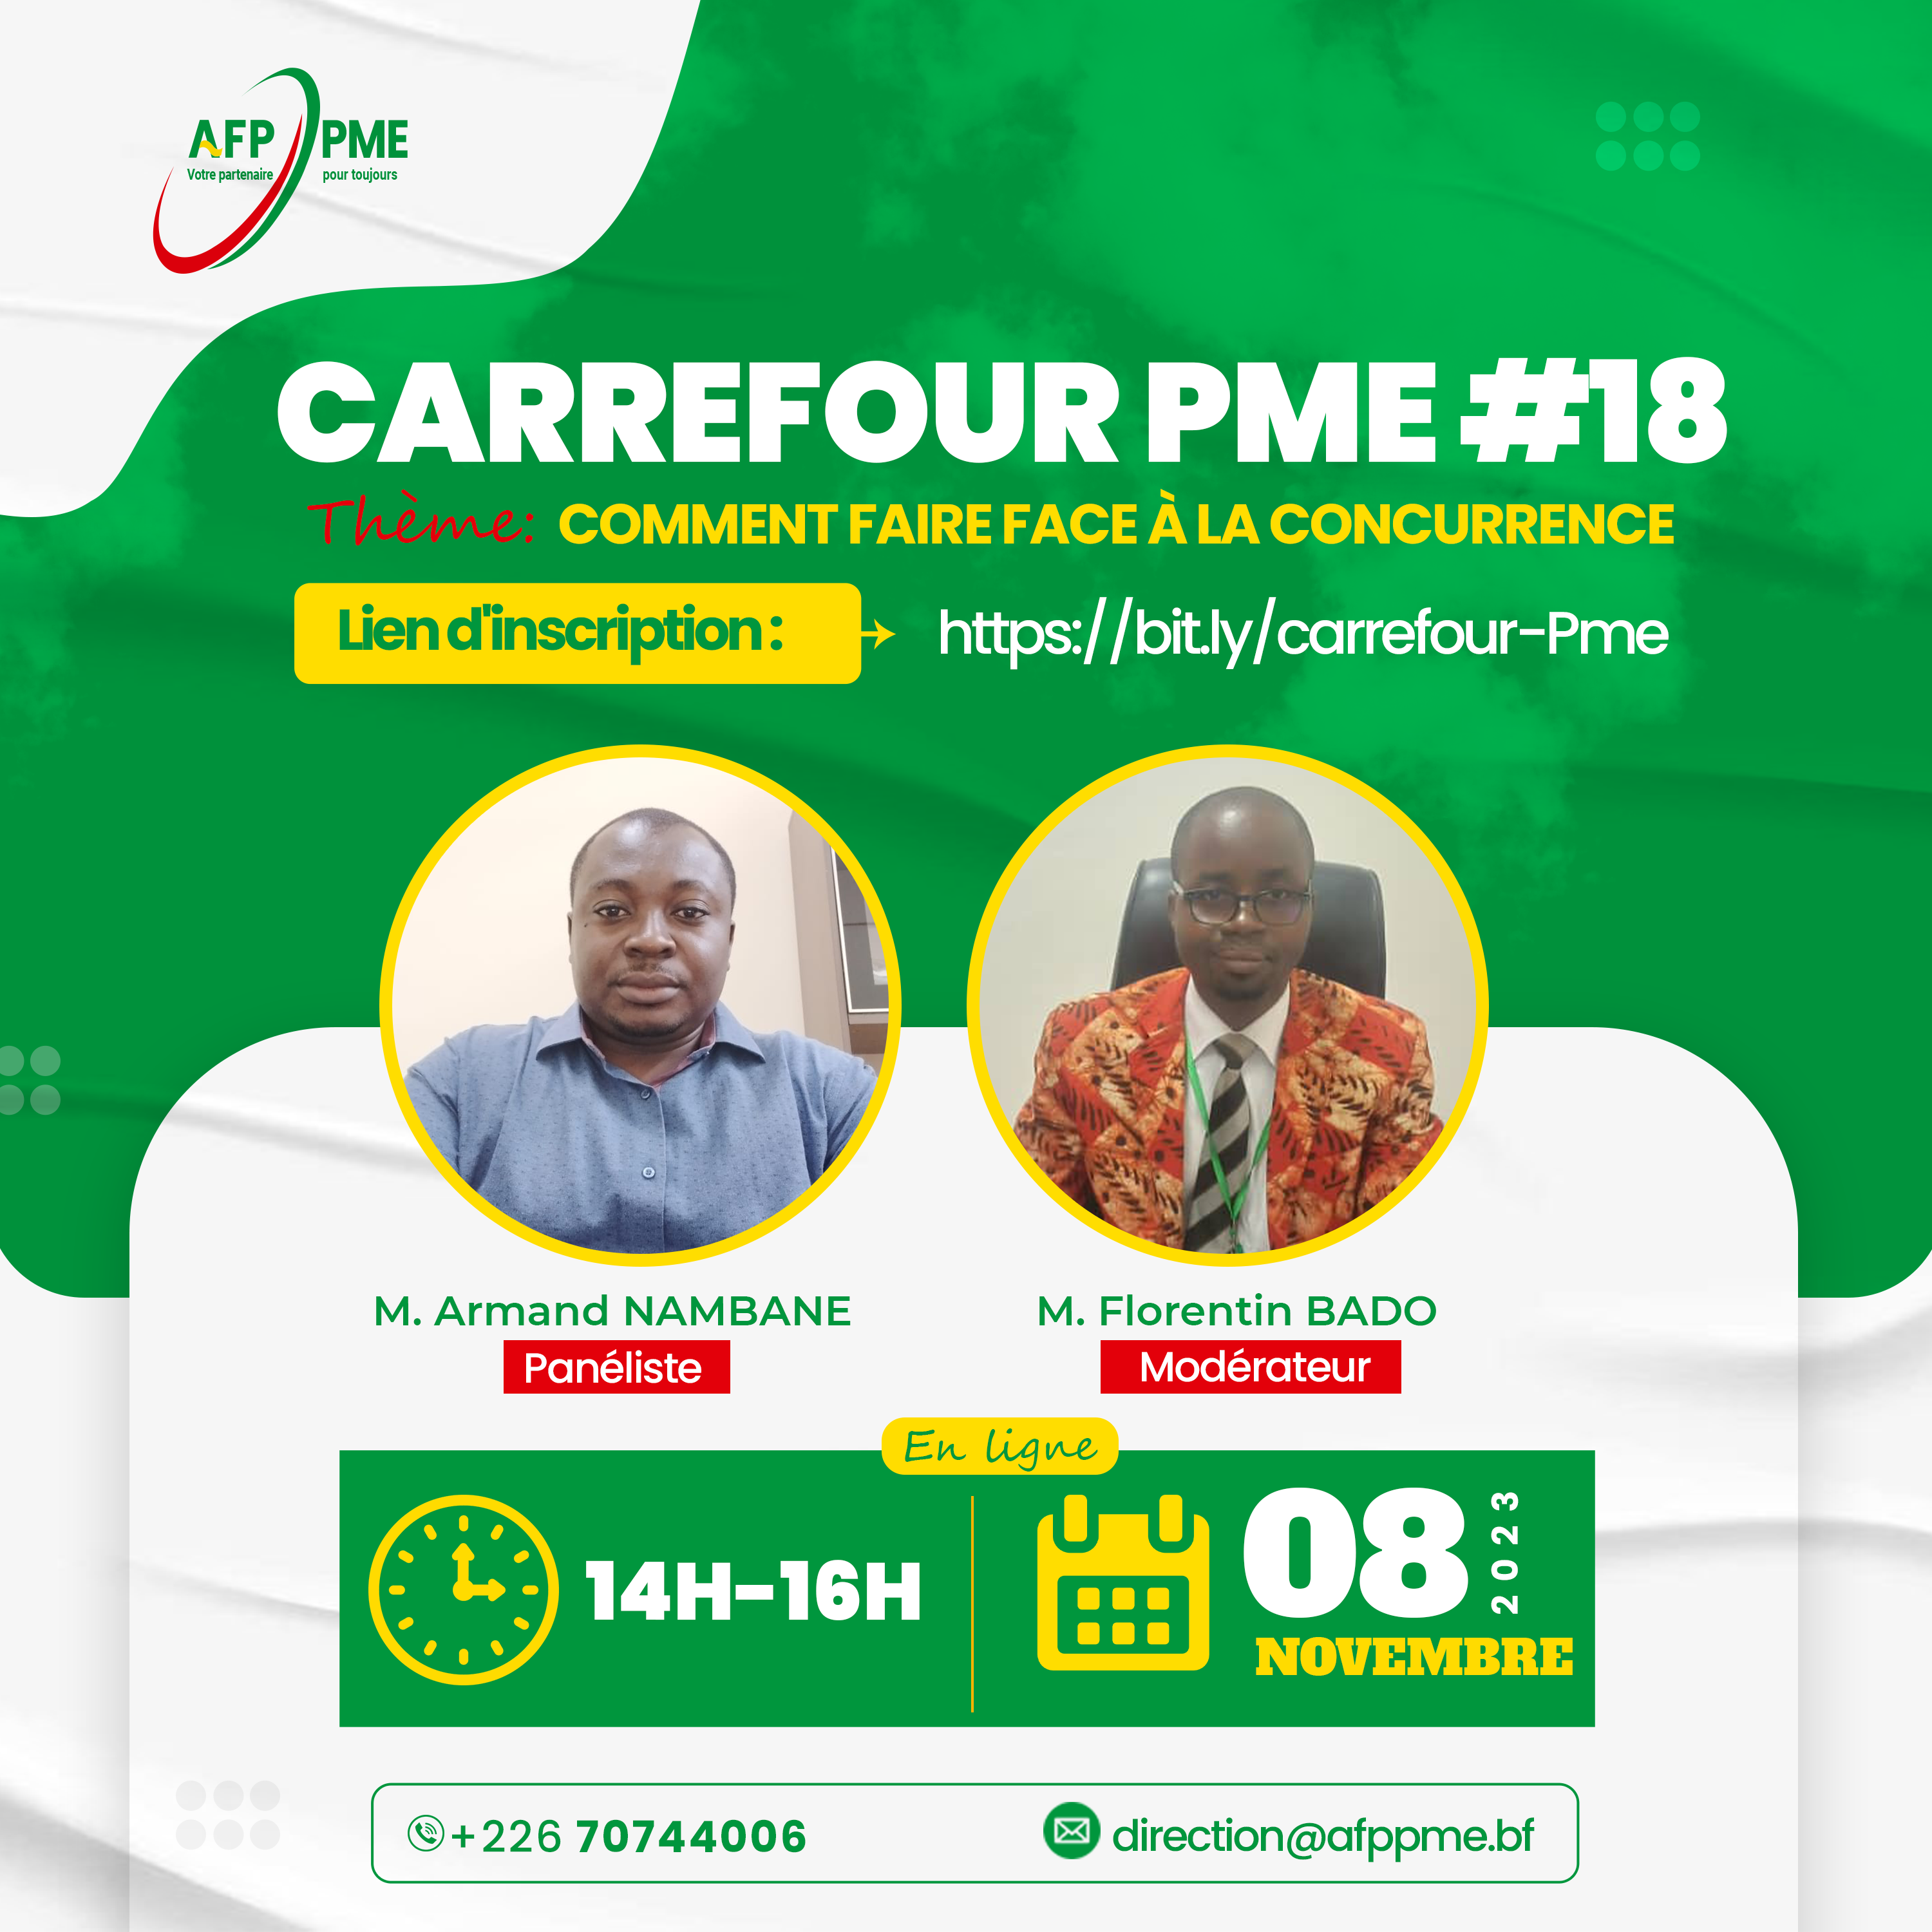 AFP PME
Votre partenaire pour toujours
CARREFOUR PME #18
Thème: COMMENT FAIRE FACE À LA CONCURRENCE
Lien d'inscription : https://bit.ly/carrefour-Pme
M. Armand NAMBANE
Panéliste
M. Florentin BADO
Modérateur
En ligne
14H-16H
08
2023
NOVEMBRE
+226 70744006
direction@afppme.bf